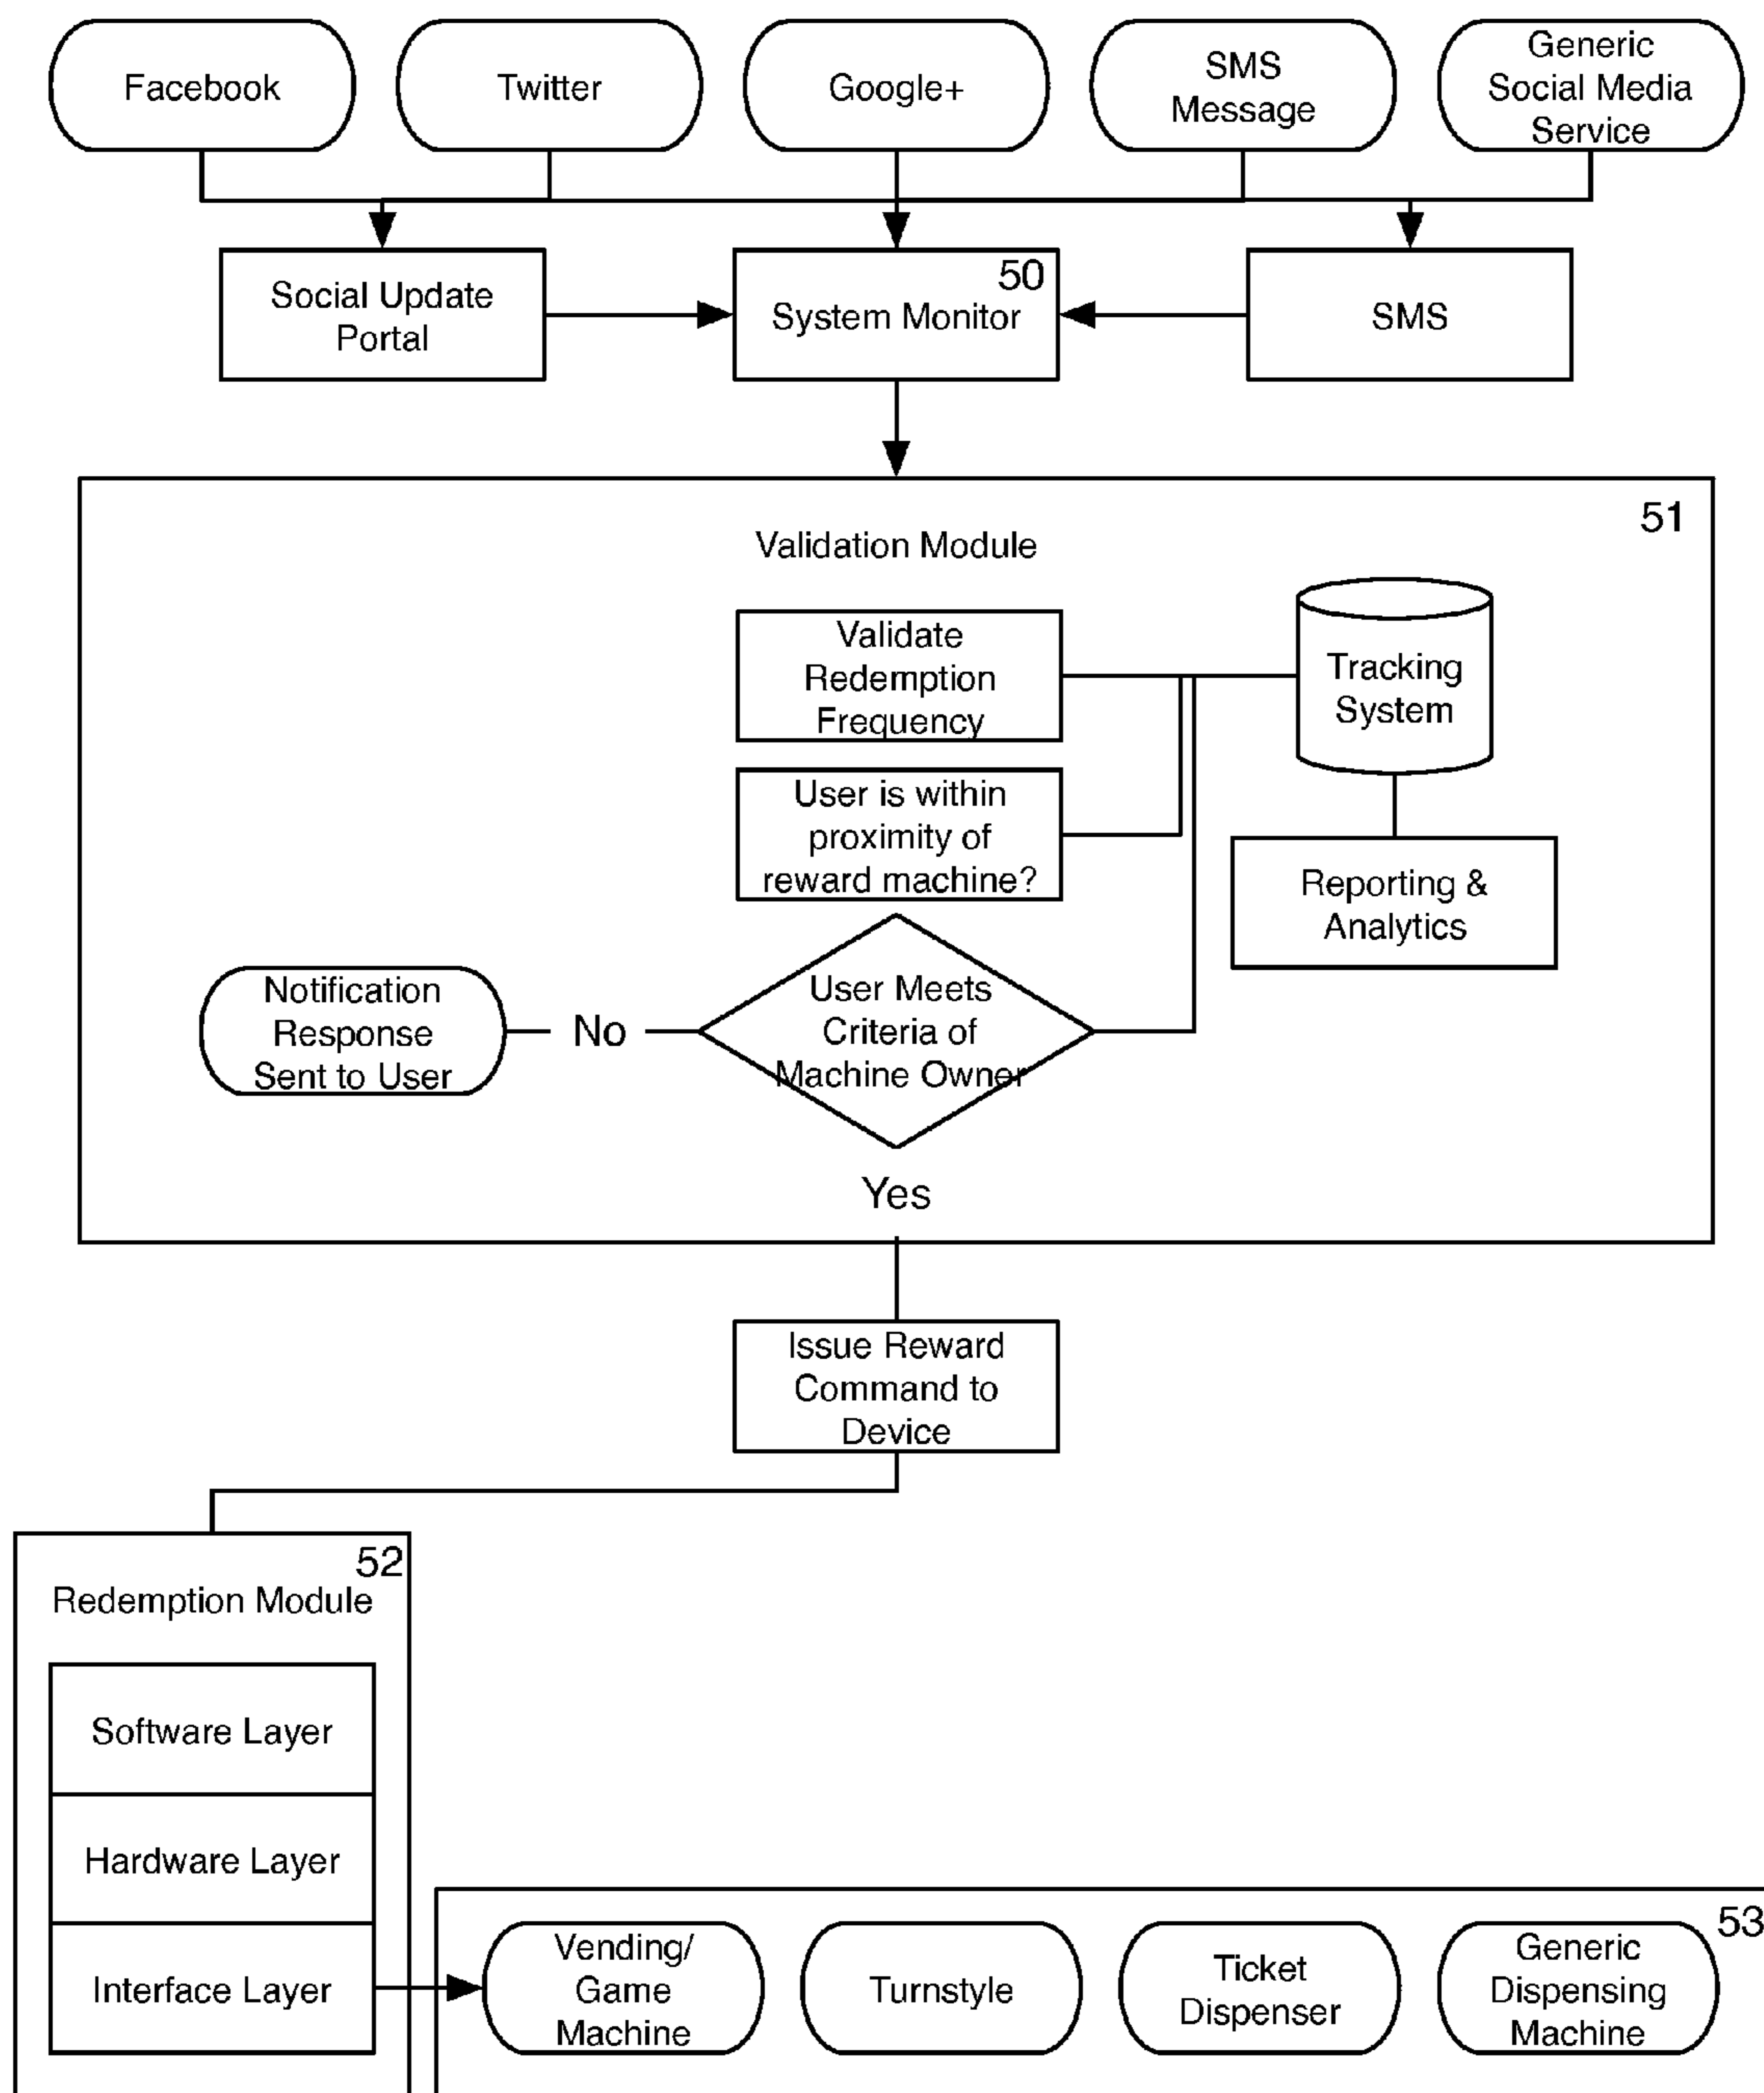 Facebook
Twitter
Google+
SMS
Message
Generic
Social Media
Service
Social Update
Portal
50
System Monitor
SMS
51
Validation Module
Validate
Redemption
Frequency
Tracking
System
User is within
proximity of
reward machine?
Reporting &
Analytics
Notification
Response
Sent to User
No
User Meets
Criteria of
Machine Owner
Yes
Issue Reward
Command to
Device
52
Redemption Module
Software Layer
Hardware Layer
Interface Layer
53
Vending/
Game
Machine
Turnstyle
Ticket
Dispenser
Generic
Dispensing
Machine